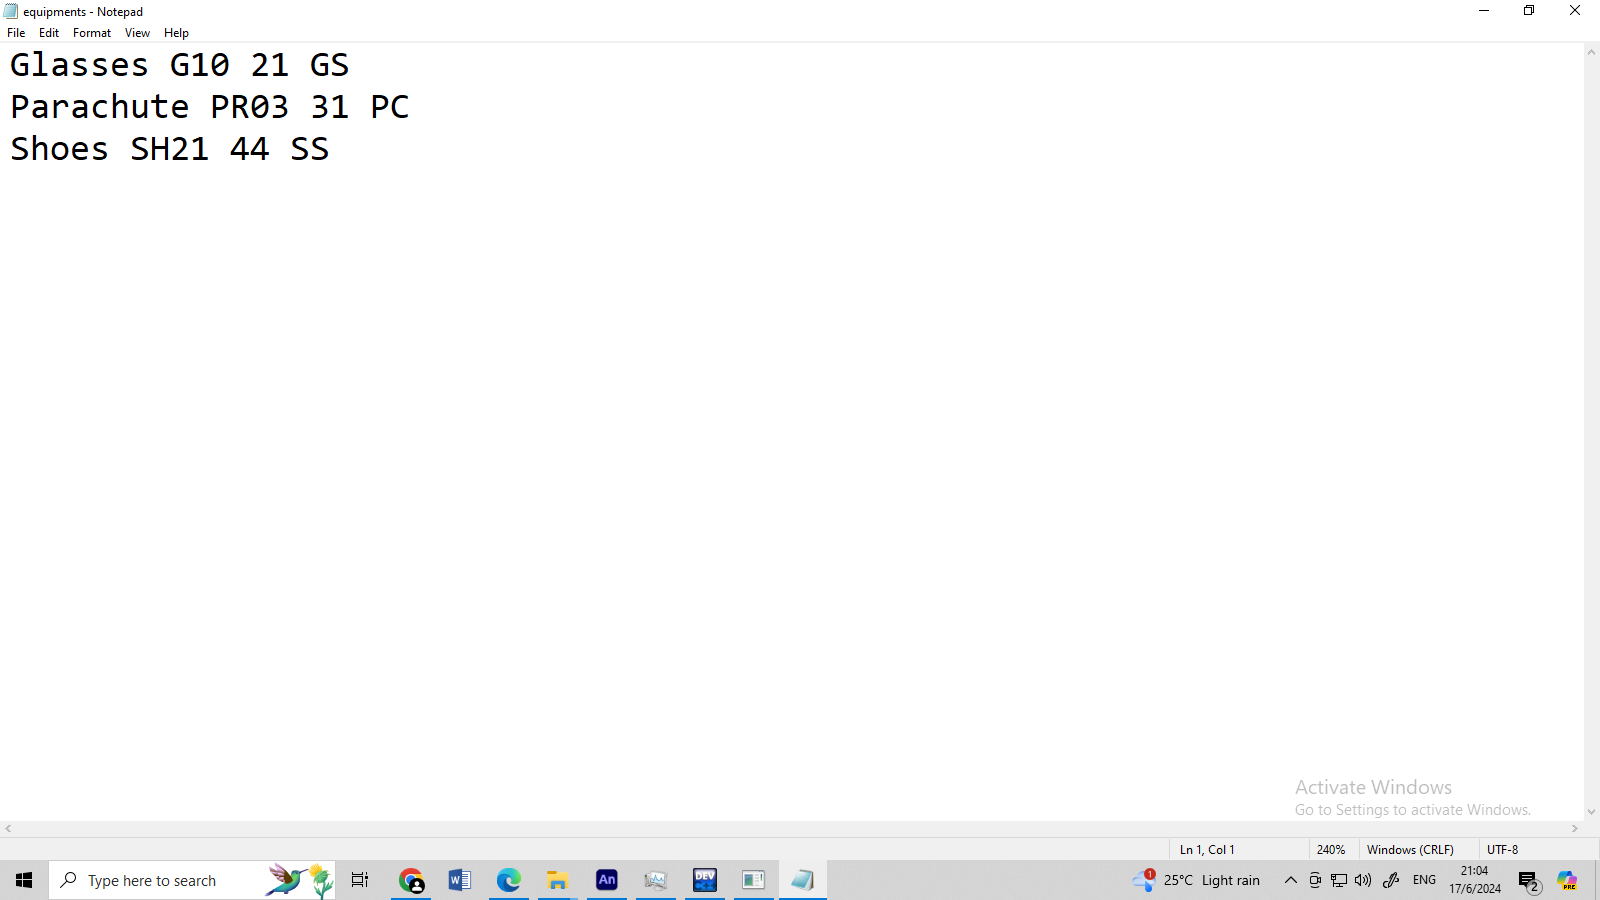 equipments - Notepad
File Edit Format View Help
Glasses G10 21 GS
Parachute PR03 31 PC
Shoes SH21 44 SS
Activate Windows
Go to Settings to activate Windows.
Ln 1, Col 1 240% Windows (CRLF) UTF-8
Type here to search
W
An
DEV
1
25°C Light rain
ENG
21:04
17/6/2024
2
PRE